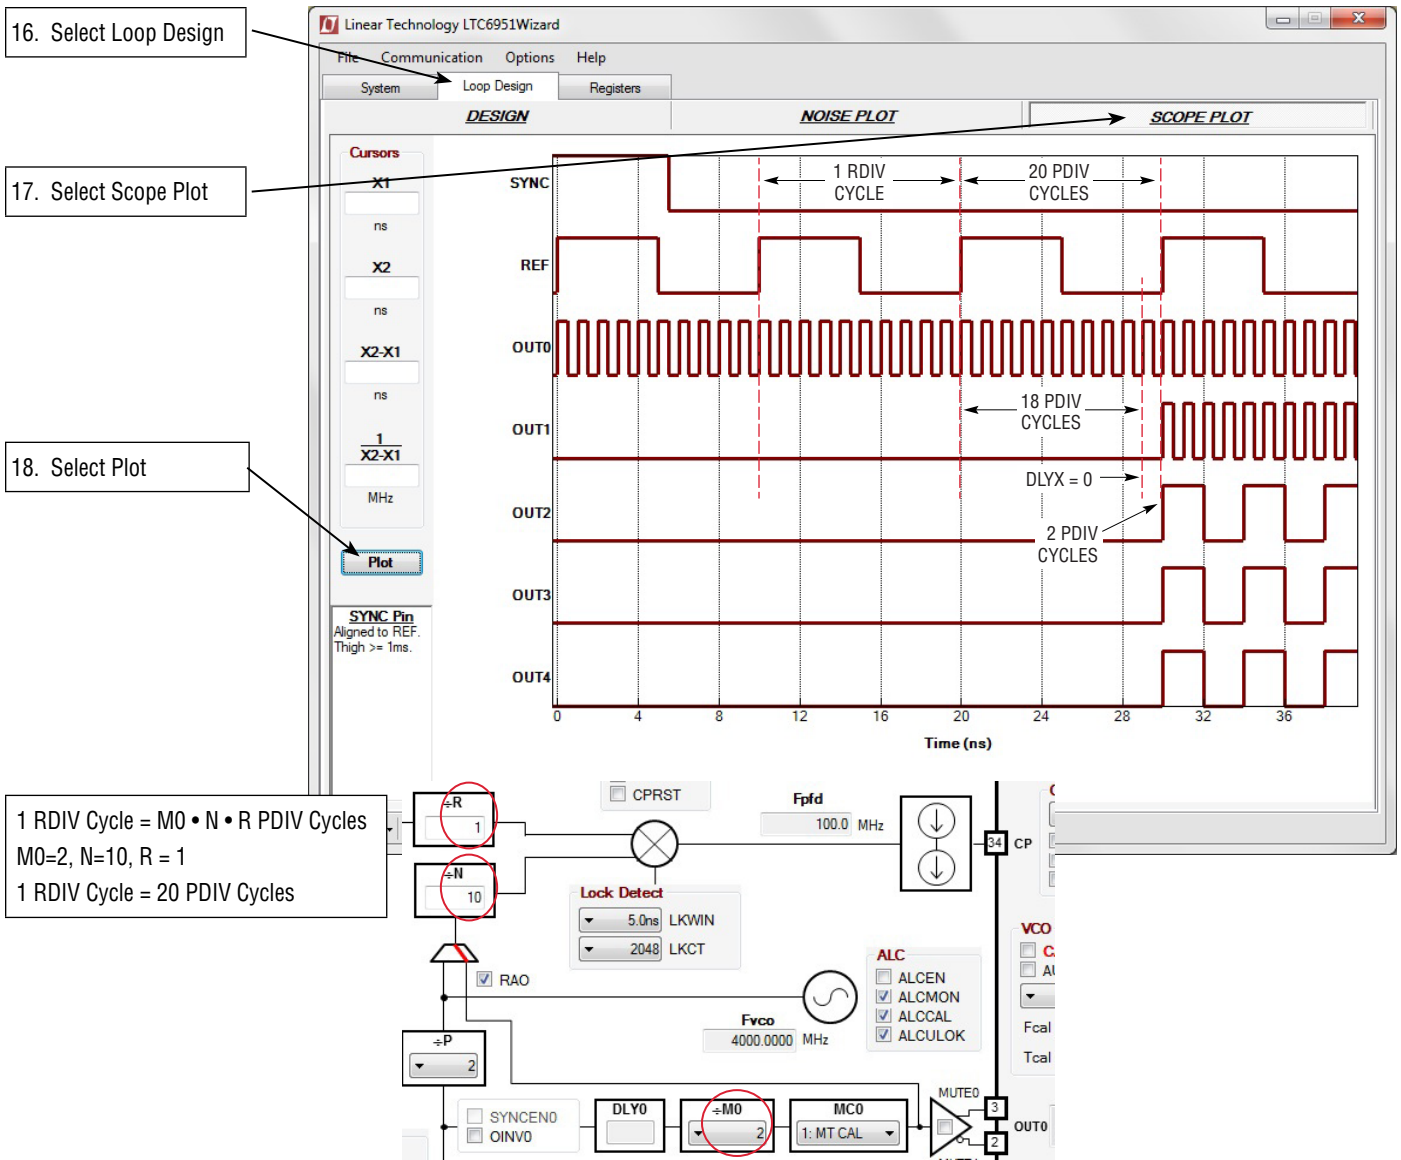 16. Select Loop Design
Linear Technology LTC6951Wizard
File Communication Options Help
System Loop Design Registers
DESIGN NOISE PLOT SCOPE PLOT
17. Select Scope Plot
18. Select Plot
Cursors
X1
ns
X2
ns
X2-X1
ns
1
X2-X1
MHz
Plot
SYNC Pin
Aligned to REF.
Thigh >= 1ms.
SYNC
REF
OUT0
OUT1
OUT2
OUT3
OUT4
1 RDIV
CYCLE
20 PDIV
CYCLES
18 PDIV
CYCLES
DLYX = 0
2 PDIV
CYCLES
0 4 8 12 16 20 24 28 32 36
Time (ns)
1 RDIV Cycle = M0 • N • R PDIV Cycles
M0=2, N=10, R = 1
1 RDIV Cycle = 20 PDIV Cycles
÷R
1
÷N
10
CPRST
Fpfd
100.0 MHz
34 CP
Lock Detect
5.0ns LKWIN
2048 LKCT
RAO
ALC
ALCEN
ALCMON
ALCCAL
ALCULOK
Fvco
4000.0000 MHz
VCO
Fcal
Tcal
÷P
2
SYNCEN0
OINV0
DLY0
÷M0
2
MC0
1: MT CAL
MUTE0
3
2
OUT0